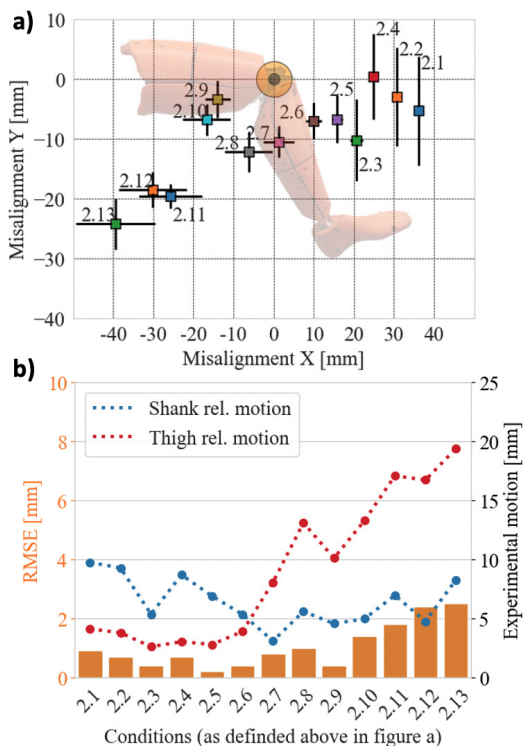 a)
10
0
−10
−20
−30
−40
Misalignment Y [mm]
2.4
2.2
2.1
2.9
2.5
2.10
2.6
2.7
2.8
2.3
2.12
2.11
2.13
-40 -30 -20 -10 0 10 20 30 40
Misalignment X [mm]
b)
10
8
6
4
2
0
RMSE [mm]
Shank rel. motion
Thigh rel. motion
25
20
15
10
5
0
Experimental motion [mm]
2.1 2.2 2.3 2.4 2.5 2.6 2.7 2.8 2.9 2.10 2.11 2.12 2.13
Conditions (as definded above in figure a)